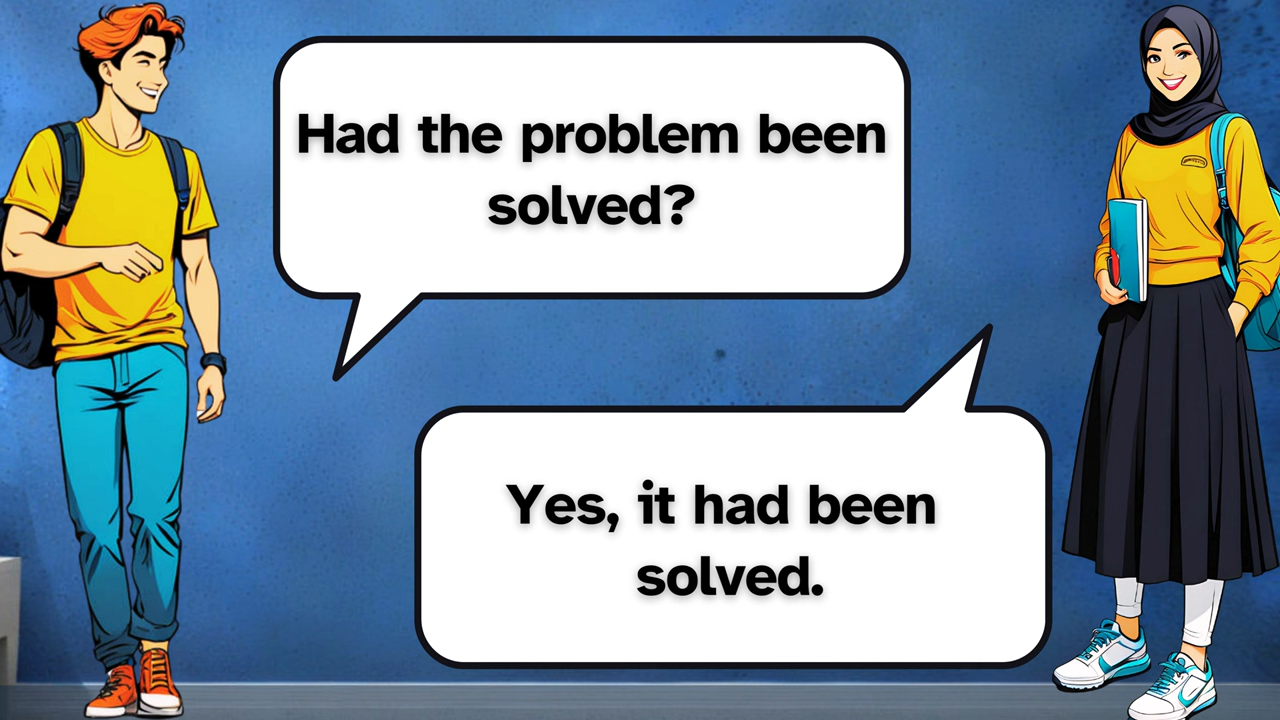 Had the problem been
solved?
Yes, it had been
solved.